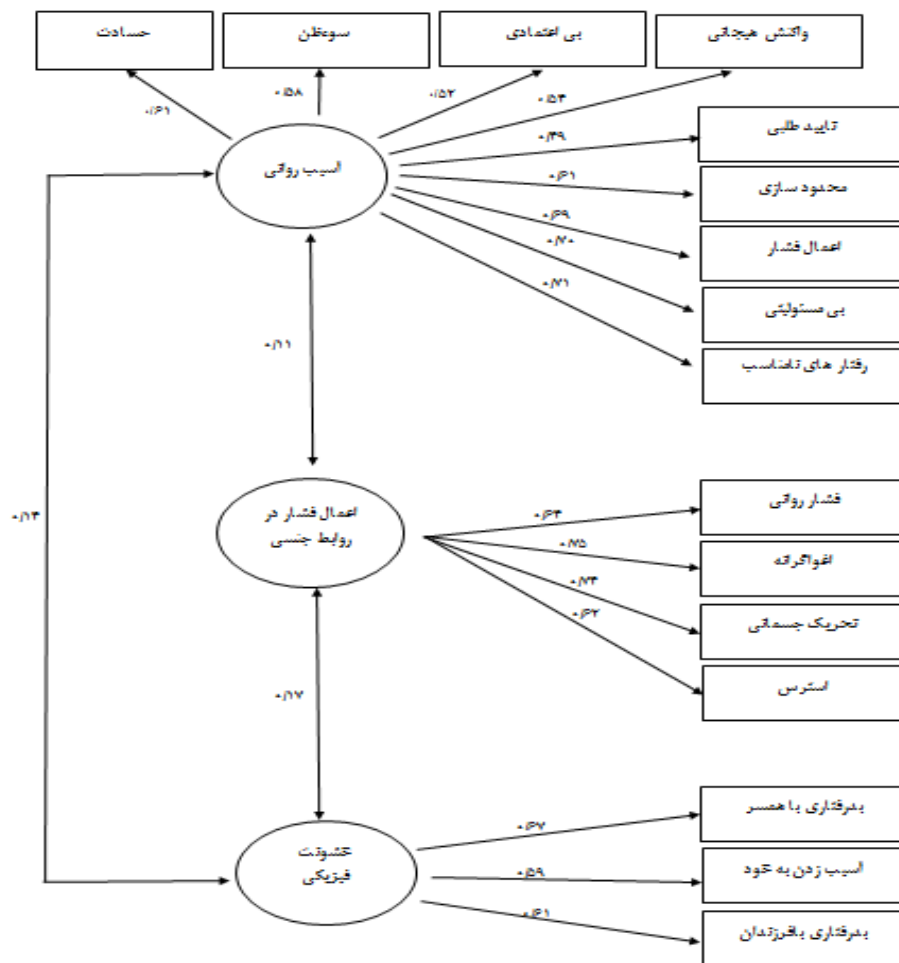 واکنش هیجانی
بی اعتمادی
سوءظن
حسادت
۰/۵۴
۰/۵۲
۰/۵۸
۰/۶۱
آسیب روانی
۰/۴۹
تایید طلبی
۰/۶۱
محدود سازی
۰/۶۹
اعمال فشار
۰/۷۰
بی مسئولیتی
۰/۷۱
رفتار های نامناسب
۰/۱۱
۰/۱۴
اعمال فشار در
روابط جنسی
۰/۶۴
فشار روانی
۰/۷۵
اغواگرانه
۰/۷۴
تحریک جسمانی
۰/۶۲
استرس
۰/۱۷
خشونت
فیزیکی
۰/۶۷
بدرفتاری با همسر
۰/۵۹
آسیب زدن به خود
۰/۶۱
بدرفتاری بافرزندان